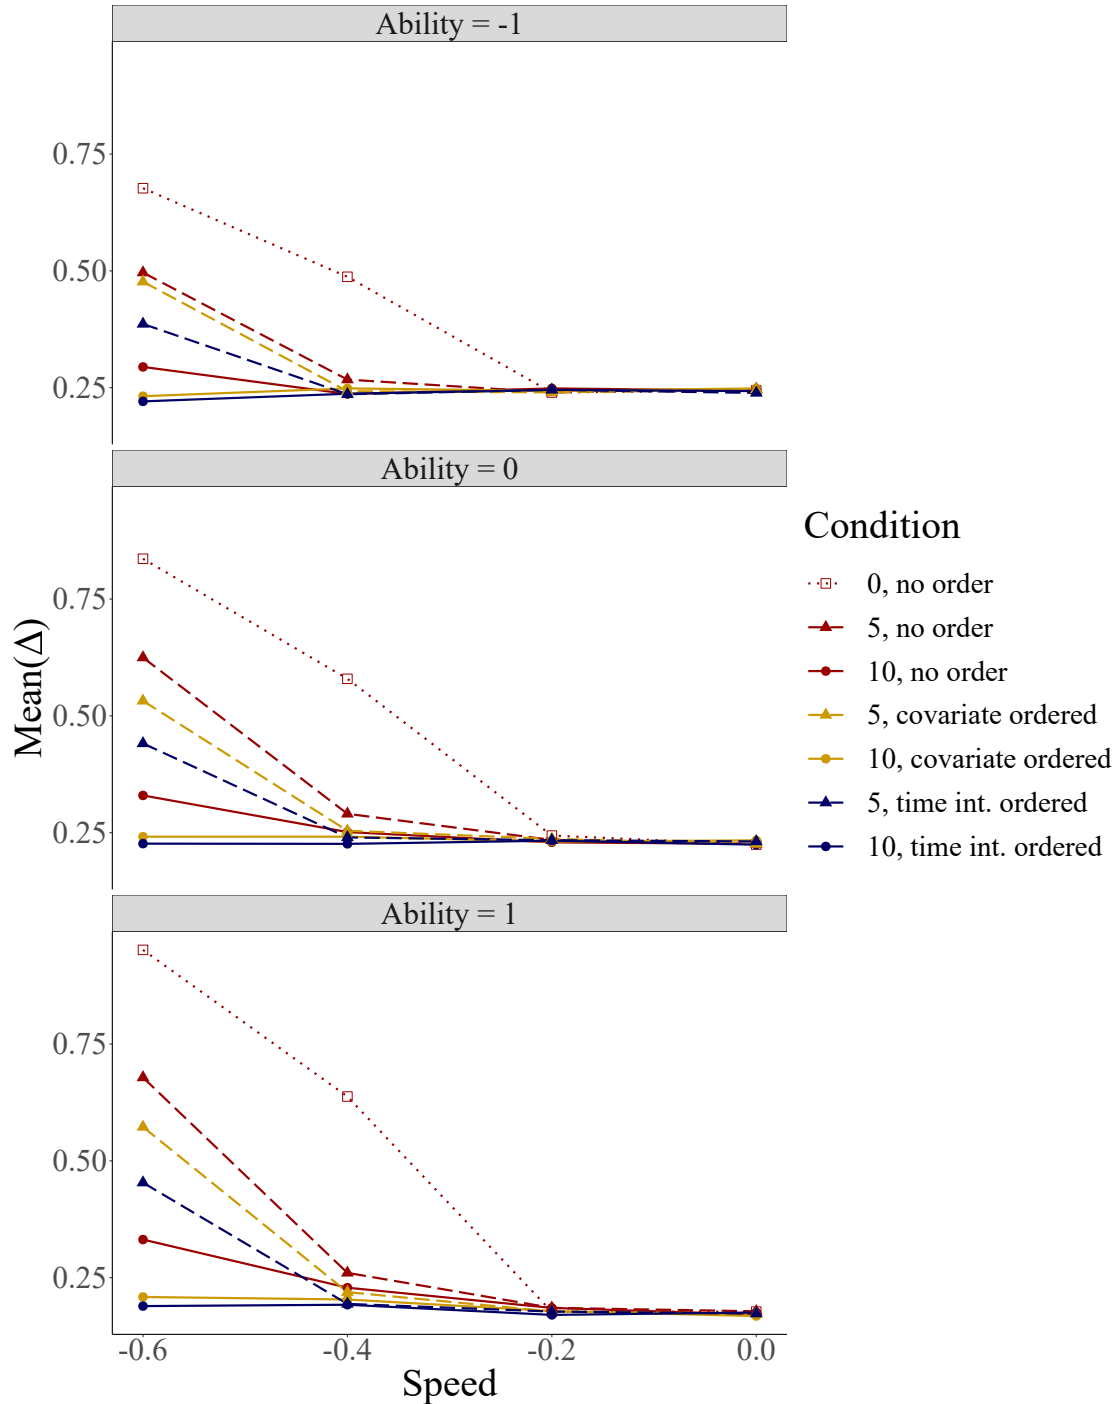 Ability = -1
0.75
0.50
0.25
Ability = 0
0.75
0.50
0.25
Ability = 1
0.75
0.50
0.25
-0.6 -0.4 -0.2 0.0
Speed
Mean(Δ)
Condition
0, no order
5, no order
10, no order
5, covariate ordered
10, covariate ordered
5, time int. ordered
10, time int. ordered